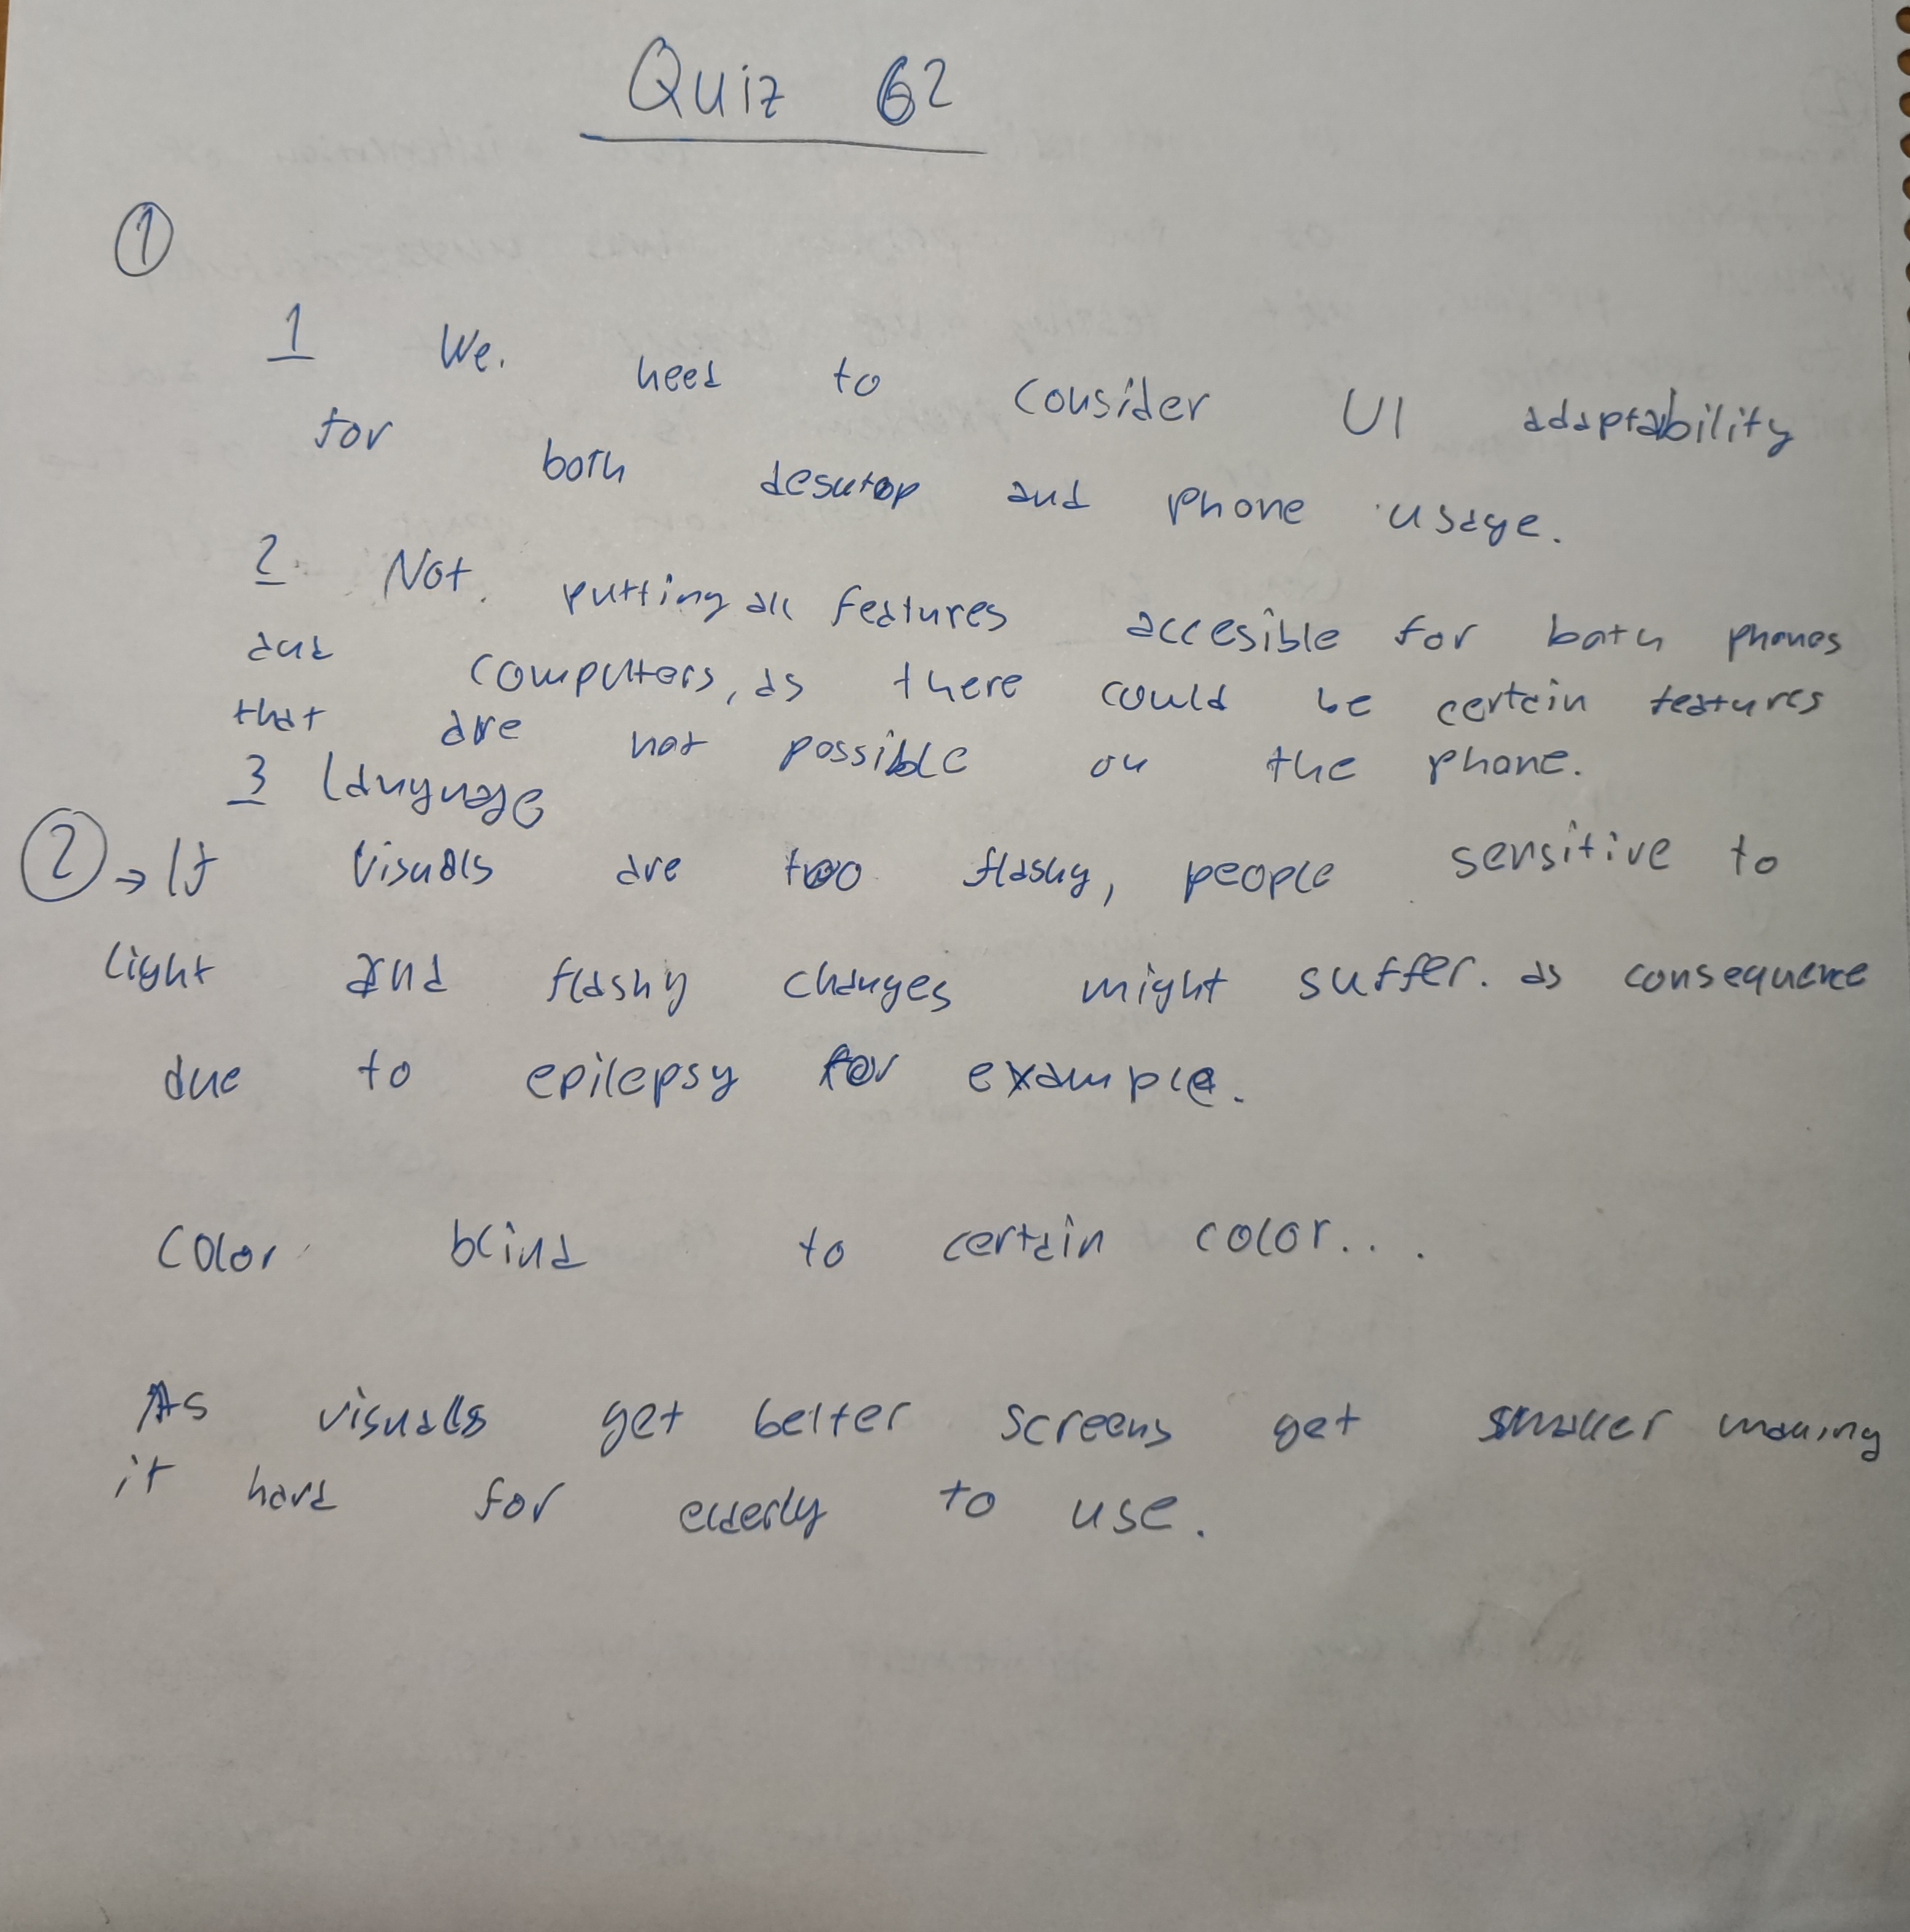 Quiz 62
①
1 We. need to consider UI adaptability
for both desktop and phone usage.
2 Not putting all features accesible for both phones
and computers, as there could be certain features
that are not possible on the phone.
3 language
② → If visuals are too flashy, people sensitive to
light and flashy changes might suffer. as consequence
due to epilepsy for example.
Color blind to certain color...
As visuals get better screens get smaller making
it hard for elderly to use.